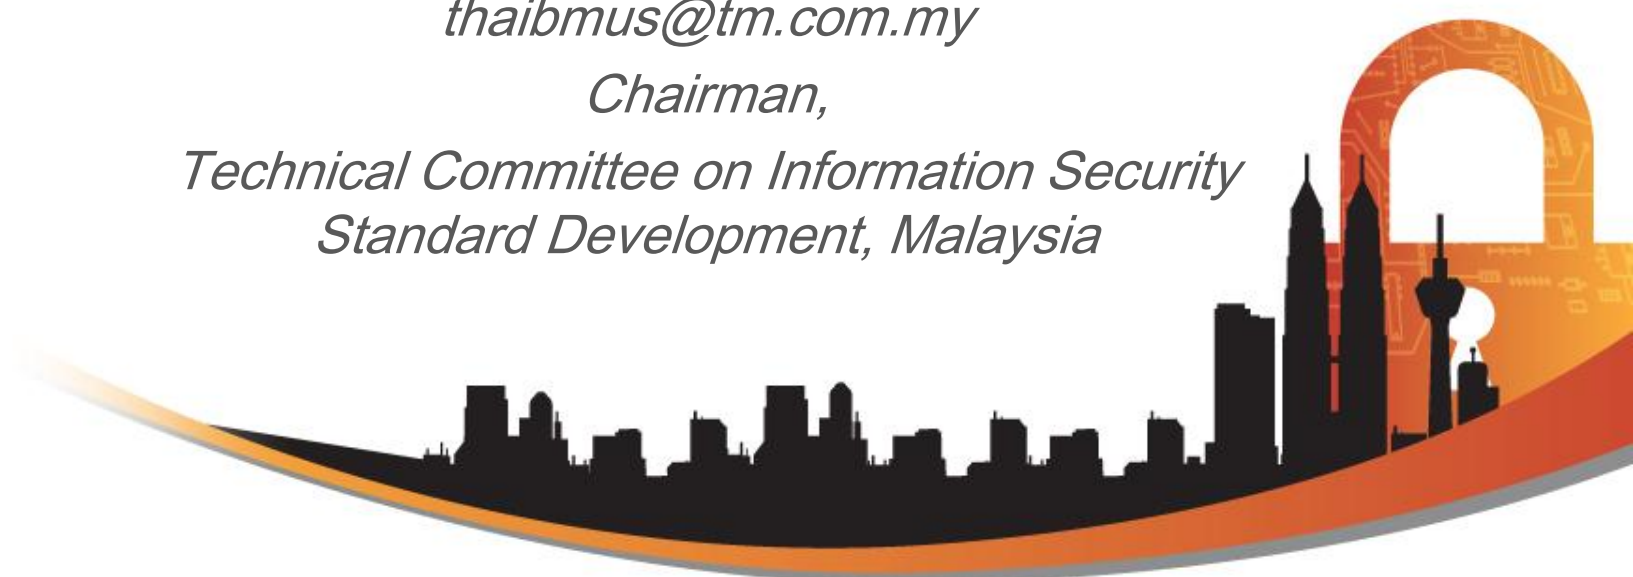 thaibmus@tm.com.my
Chairman,
Technical Committee on Information Security
Standard Development, Malaysia